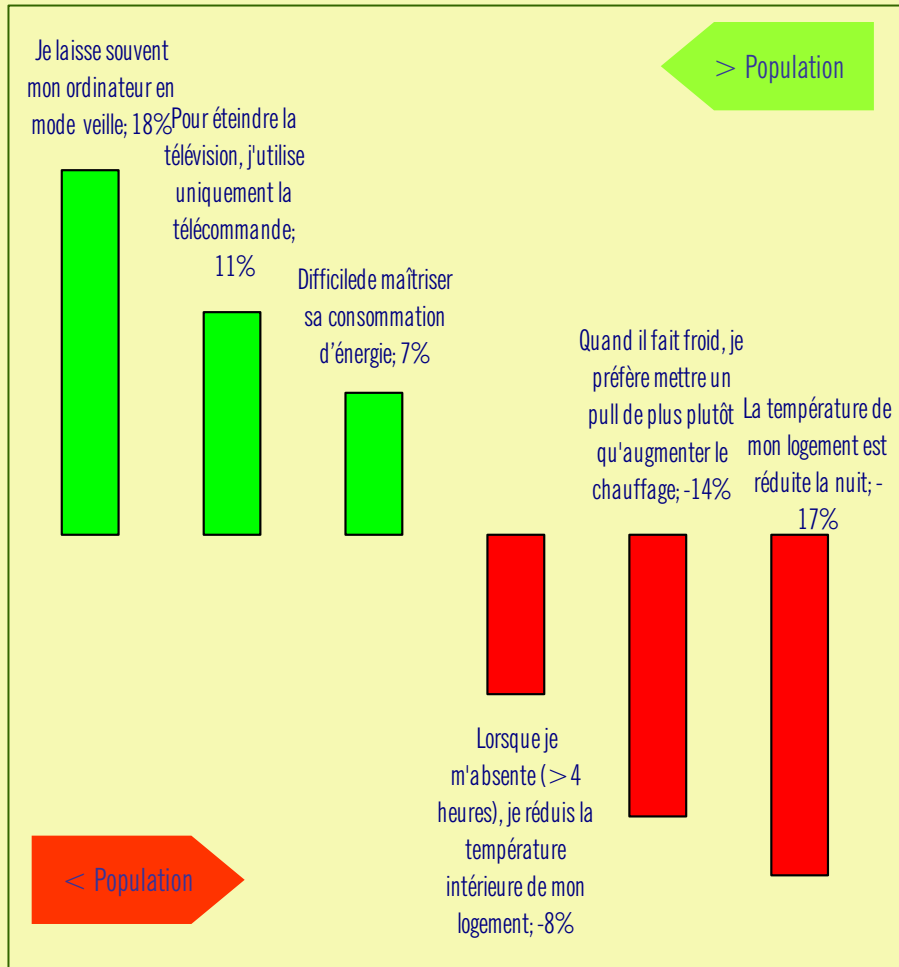 Je laisse souvent
mon ordinateur en
mode veille; 18%
> Population
Pour éteindre la
télévision, j'utilise
uniquement la
télécommande;
11%
Difficilede maîtriser
sa consommation
d’énergie; 7%
Quand il fait froid, je
préfère mettre un
pull de plus plutôt
qu'augmenter le
chauffage; -14%
La température de
mon logement est
réduite la nuit; -
17%
Lorsque je
m'absente (>4
heures), je réduis la
température
intérieure de mon
logement; -8%
< Population